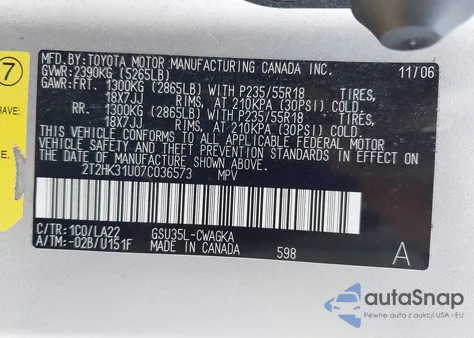 7
RAVE:
MFD. BY: TOYOTA MOTOR MANUFACTURING CANADA INC. 11/06
GVWR: 2390KG (5265LB)
GAWR: FRT. 1300KG (2865LB) WITH P235/55R18 TIRES,
18X7JJ RIMS, AT 210KPA (30PSI) COLD.
RR. 1300KG (2865LB) WITH P235/55R18 TIRES,
18X7JJ RIMS, AT 210KPA (30PSI) COLD.
THIS VEHICLE CONFORMS TO ALL APPLICABLE FEDERAL MOTOR
VEHICLE SAFETY STANDARDS IN EFFECT ON THE
DATE OF MANUFACTURE SHOWN ABOVE.
2T2HK31U07C036573 MPV
C/TR: 1C0/LA22 GSU35L-CWAGKA
A/TM: -02B/U151F MADE IN CANADA 598 A
autoSnap
Pewne auta z aukcji USA i EU